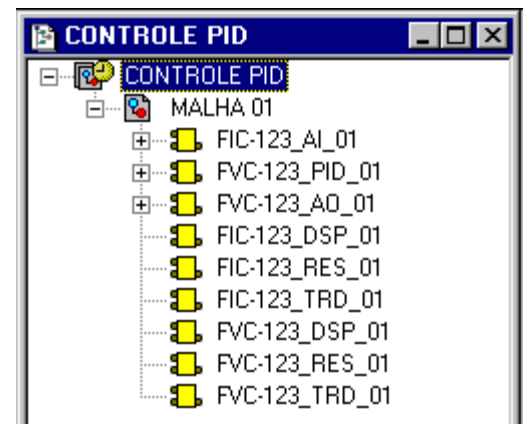 CONTROLE PID
CONTROLE PID
MALHA 01
FIC-123_AI_01
FVC-123_PID_01
FVC-123_AO_01
FIC-123_DSP_01
FIC-123_RES_01
FIC-123_TRD_01
FVC-123_DSP_01
FVC-123_RES_01
FVC-123_TRD_01